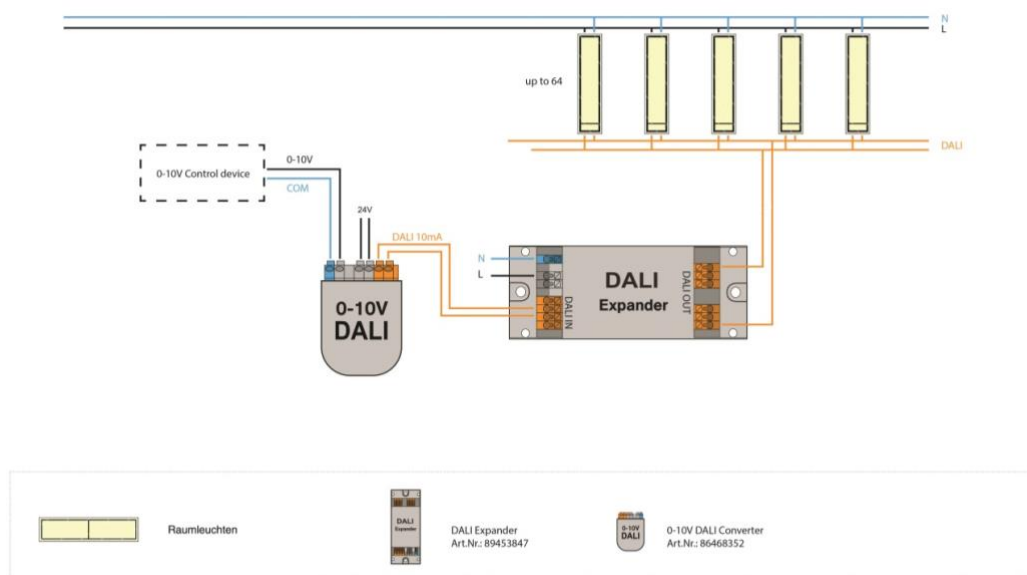 N
L
up to 64
DALI
0-10V Control device
0-10V
COM
24V
DALI 10mA
N
L
DALI IN
DALI
Expander
DALI OUT
0-10V
DALI
Raumleuchten
DALI
Expander
DALI Expander
Art.Nr.: 89453847
0-10V
DALI
0-10V DALI Converter
Art.Nr.: 86468352